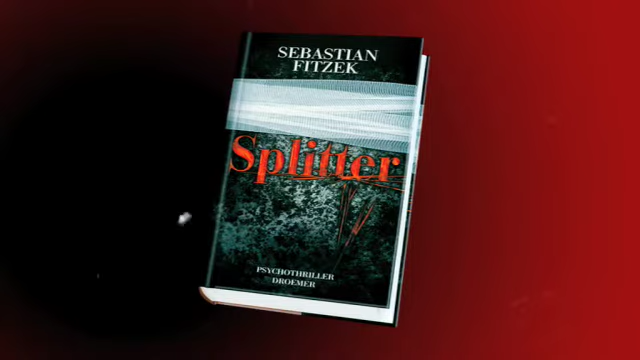 SEBASTIAN
FITZEK
Splitter
PSYCHOTHRILLER
DROEMER